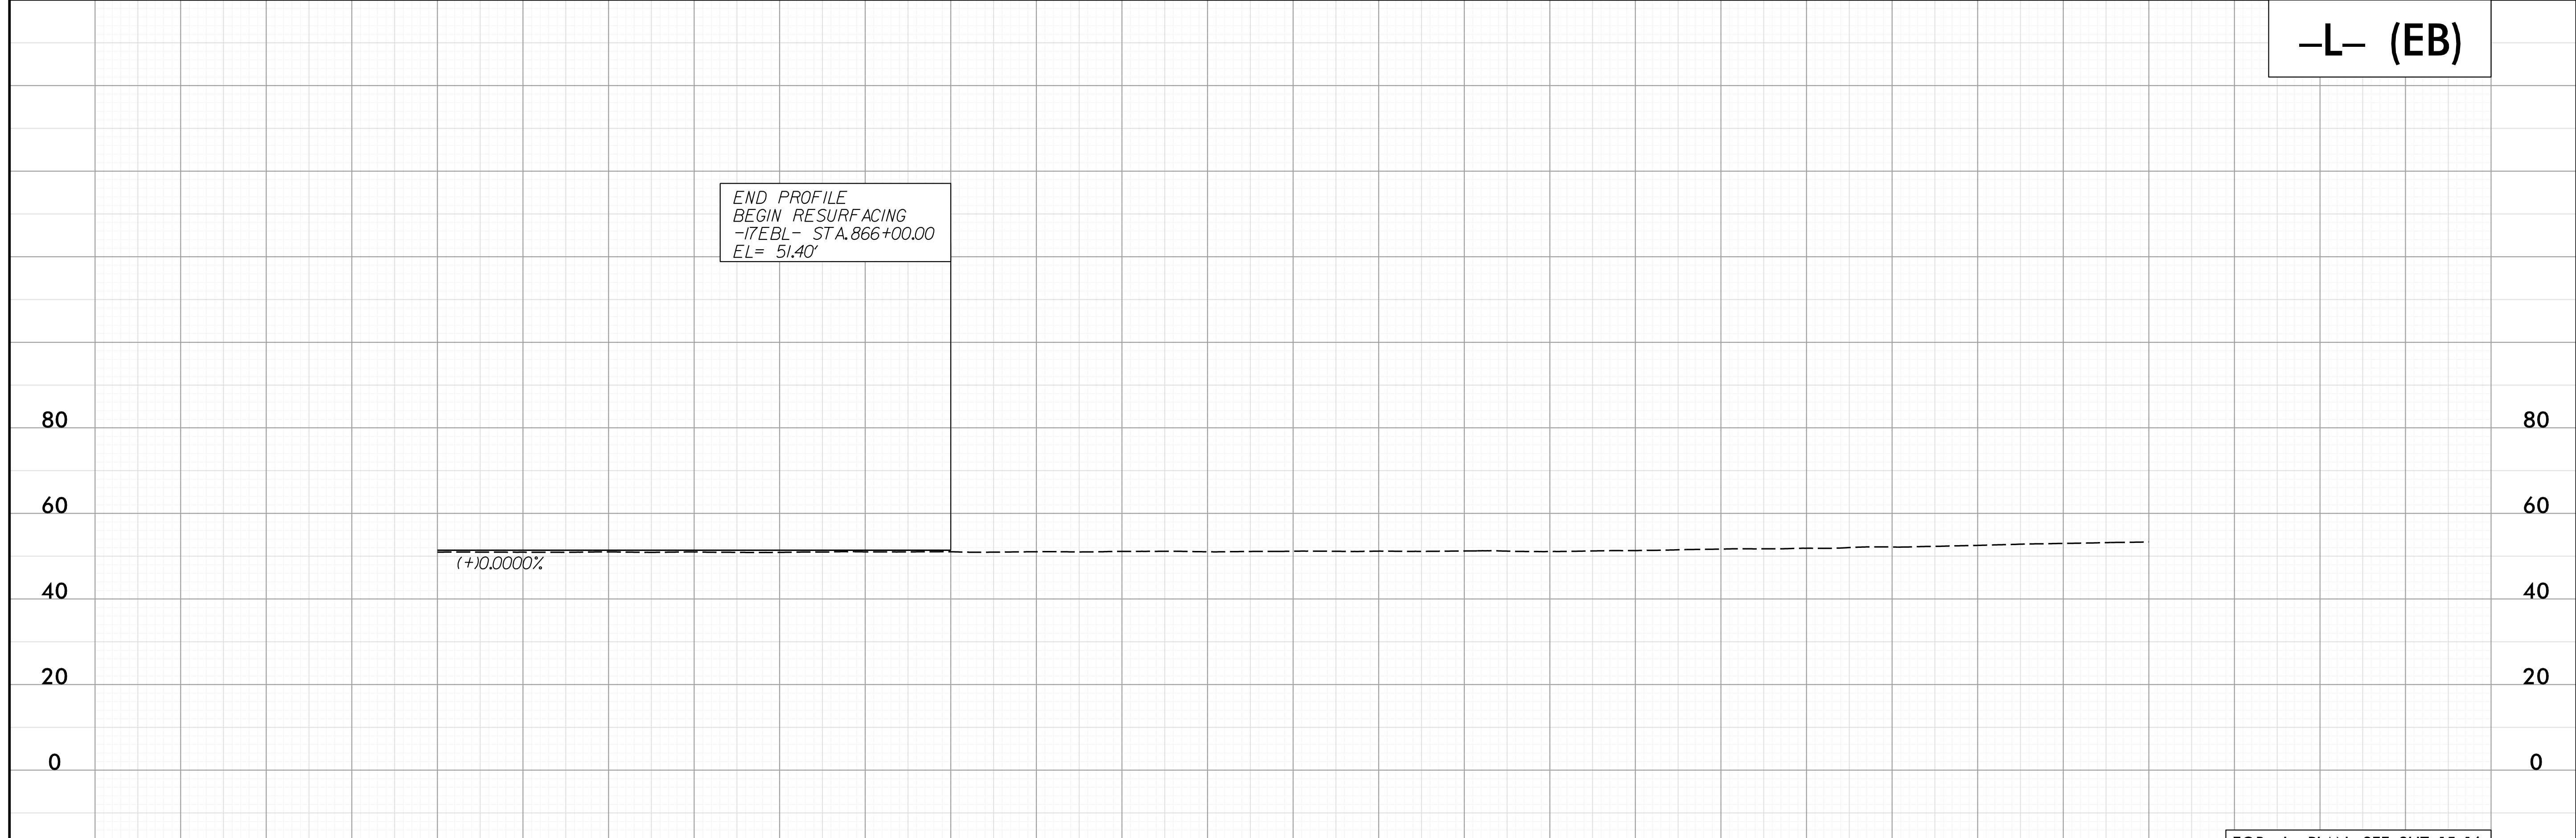 –L– (EB)
END PROFILE
BEGIN RESURFACING
-17EBL- STA.866+00.00
EL= 51.40'
80 80
60 60
(+)0.0000%
40 40
20 20
0 0